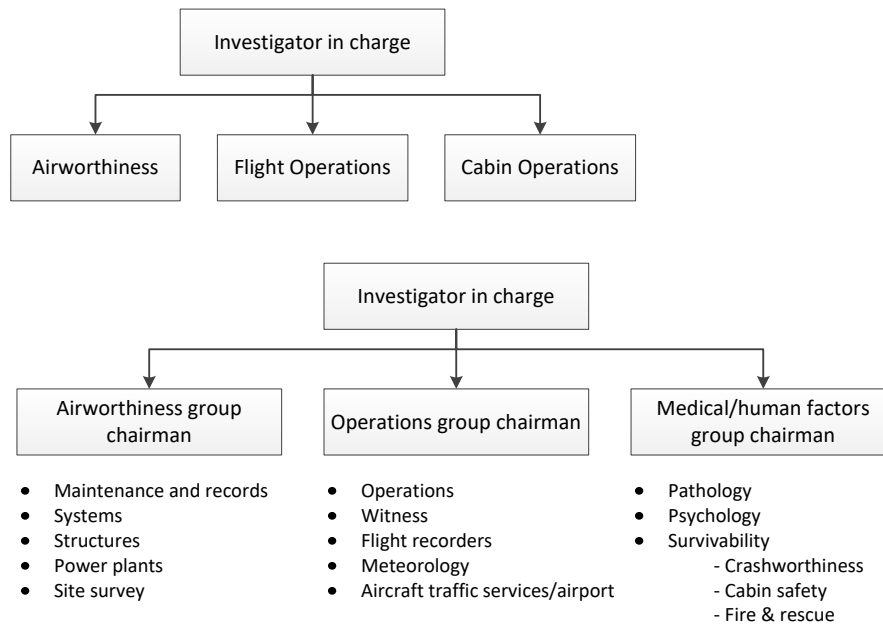 Investigator in charge
Airworthiness
Flight Operations
Cabin Operations
Investigator in charge
Airworthiness group
chairman
Operations group chairman
Medical/human factors
group chairman
• Maintenance and records
• Systems
• Structures
• Power plants
• Site survey
• Operations
• Witness
• Flight recorders
• Meteorology
• Aircraft traffic services/airport
• Pathology
• Psychology
• Survivability
- Crashworthiness
- Cabin safety
- Fire & rescue